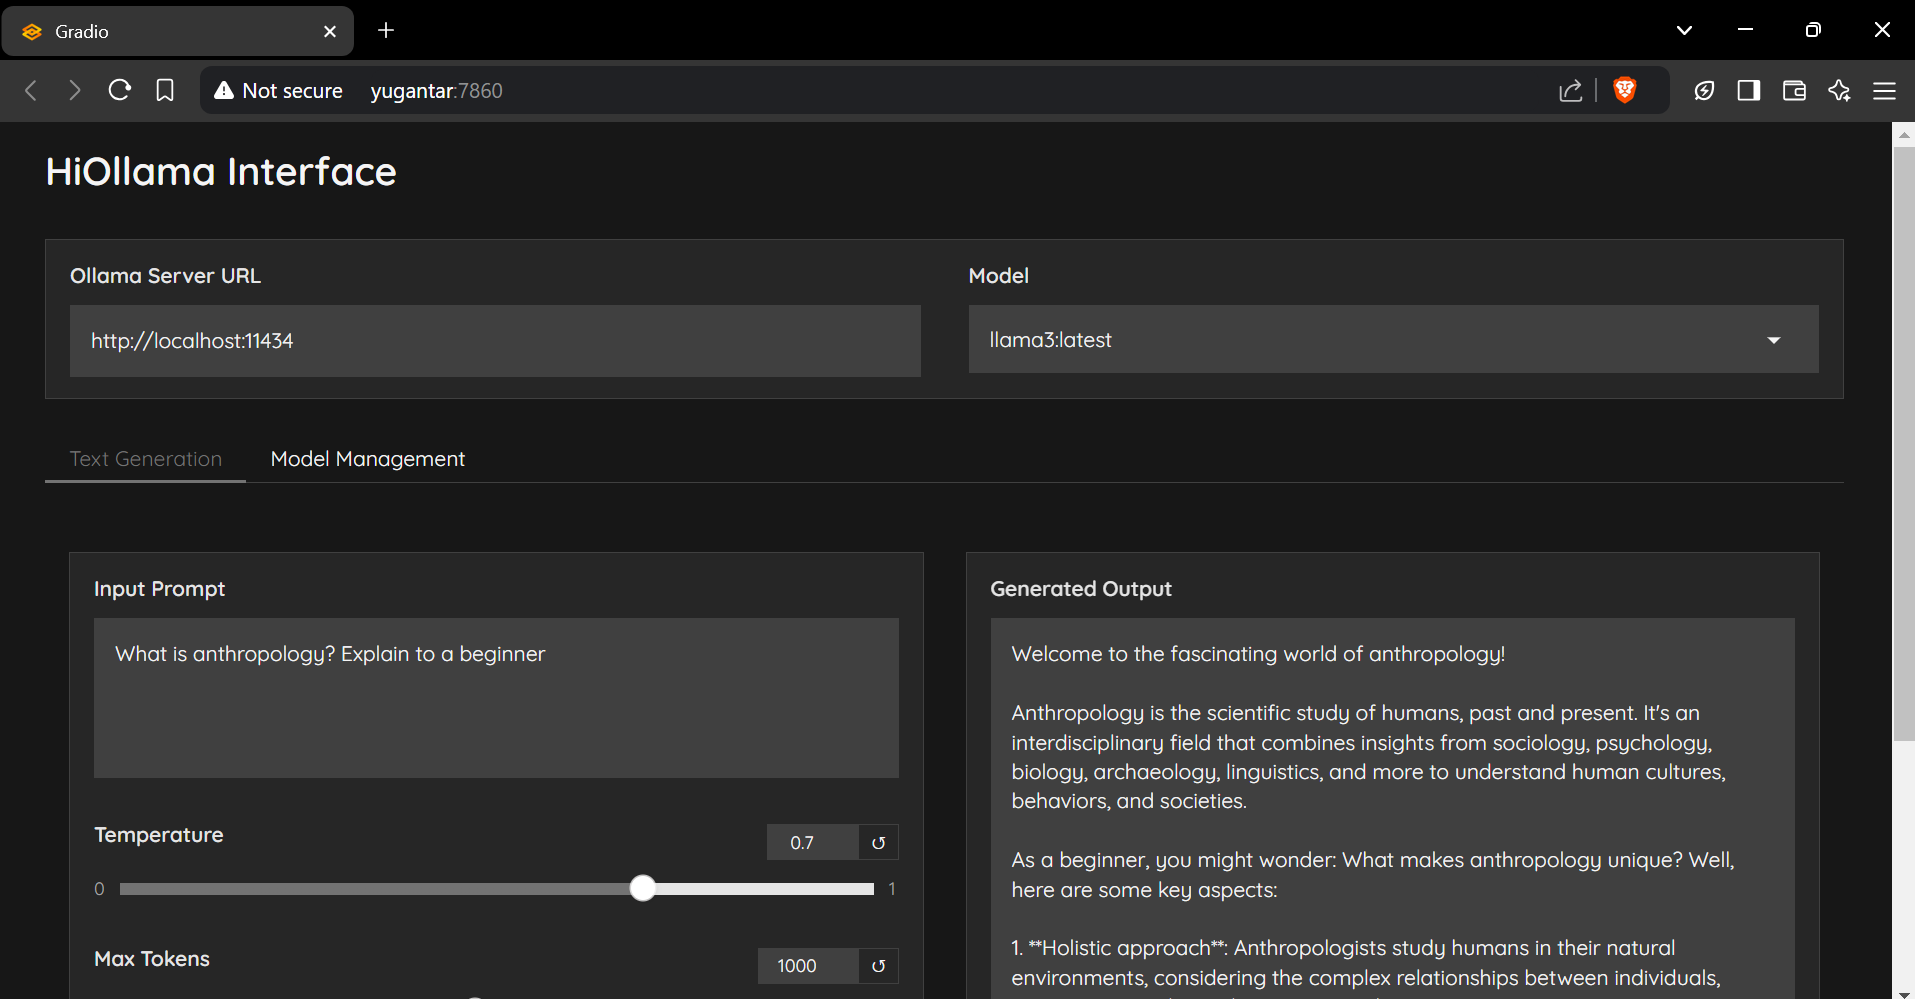 Gradio
Not secure yugantar:7860
HiOllama Interface
Ollama Server URL
http://localhost:11434
Model
llama3:latest
Text Generation
Model Management
Input Prompt
What is anthropology? Explain to a beginner
Temperature
0.7
0
1
Max Tokens
1000
Generated Output
Welcome to the fascinating world of anthropology!
Anthropology is the scientific study of humans, past and present. It's an
interdisciplinary field that combines insights from sociology, psychology,
biology, archaeology, linguistics, and more to understand human cultures,
behaviors, and societies.
As a beginner, you might wonder: What makes anthropology unique? Well,
here are some key aspects:
1. **Holistic approach**: Anthropologists study humans in their natural
environments, considering the complex relationships between individuals,